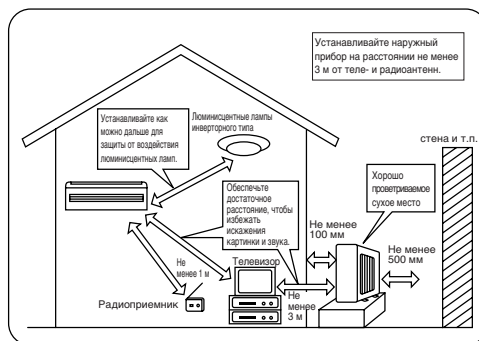 Устанавливайте наружный
прибор на расстоянии не менее
3 м от теле- и радиоантенн.
Устанавливайте как
можно дальше для
защиты от воздействия
люминисцентных ламп.
Люминисцентные лампы
инверторного типа
стена и т.п.
Обеспечьте
достаточное
расстояние, чтобы
избежать
искажения
картинки и звука.
Хорошо
проветриваемое
сухое место
Не менее
100 мм
Не менее
500 мм
Не
менее 1 м
Телевизор
Радиоприемник
Не
менее
3 м